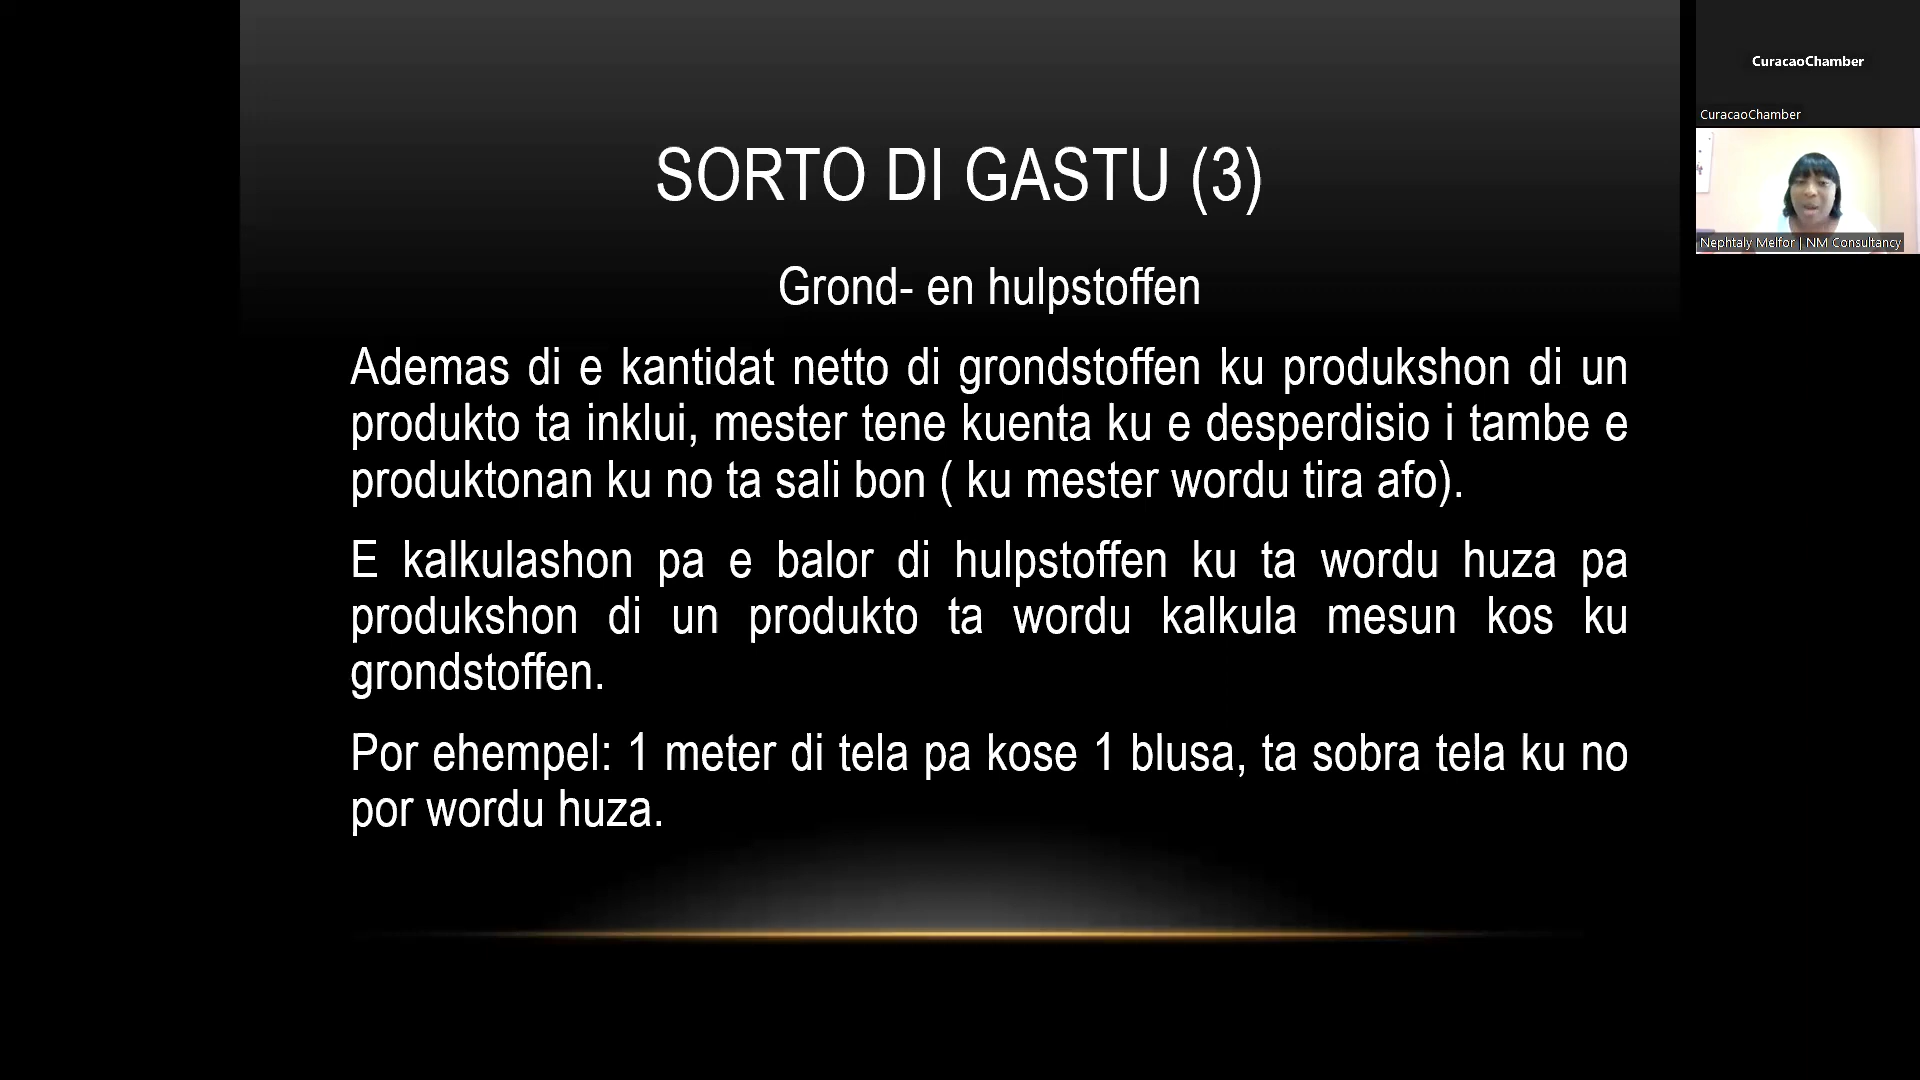 SORTO DI GASTU (3)
Grond- en hulpstoffen
Ademas di e kantidat netto di grondstoffen ku produkshon di un
produkto ta inklui, mester tene kuenta ku e desperdisio i tambe e
produktonan ku no ta sali bon ( ku mester wordu tira afo).
E kalkulashon pa e balor di hulpstoffen ku ta wordu huza pa
produkshon di un produkto ta wordu kalkula mesun kos ku
grondstoffen.
Por ehempel: 1 meter di tela pa kose 1 blusa, ta sobra tela ku no
por wordu huza.
CuracaoChamber
CuracaoChamber
Nephtaly Melfor | NM Consultancy